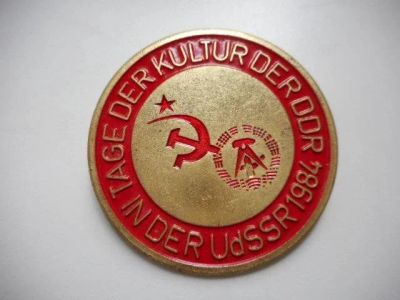 TAGE DER KULTUR DER DDR
IN DER UdSSR 1984